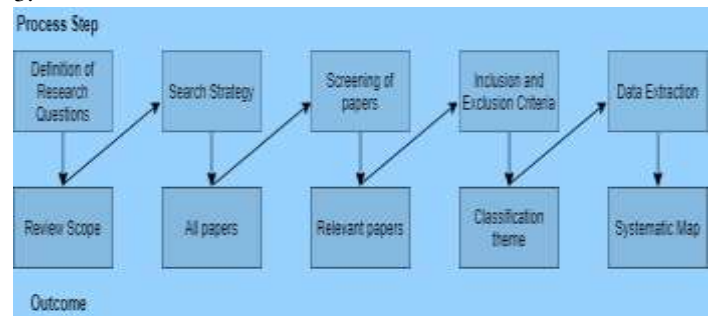 Process Step
Definition of
Research
Questions
Search Strategy
Screening of
papers
Inclusion and
Exclusion Criteria
Data Extraction
Review Scope
All papers
Relevant papers
Classification
theme
Systematic Map
Outcome